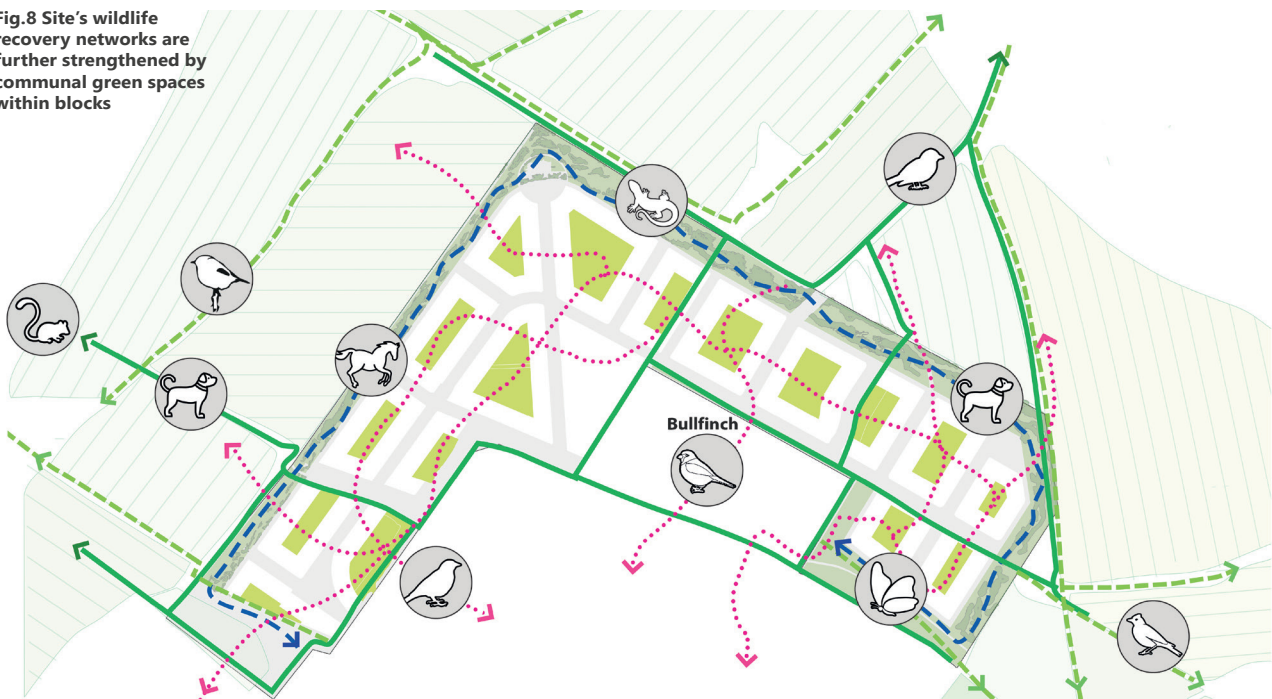 Fig.8 Site's wildlife
recovery networks are
further strengthened by
communal green spaces
within blocks
Bullfinch